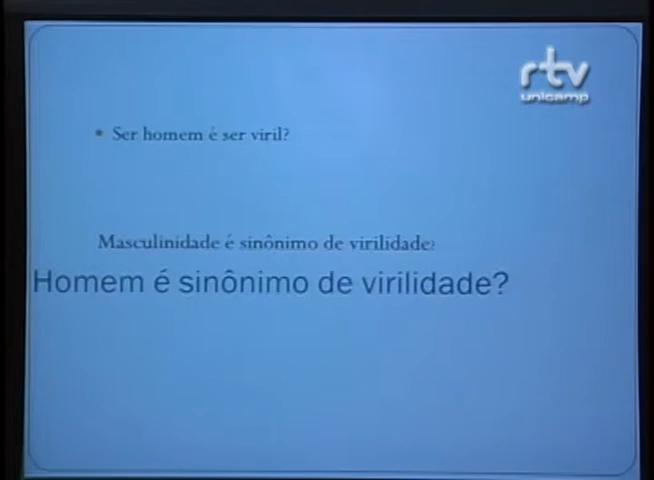 rtv
unicamp
• Ser homem é ser viril?
Masculinidade é sinônimo de virilidade?
Homem é sinônimo de virilidade?